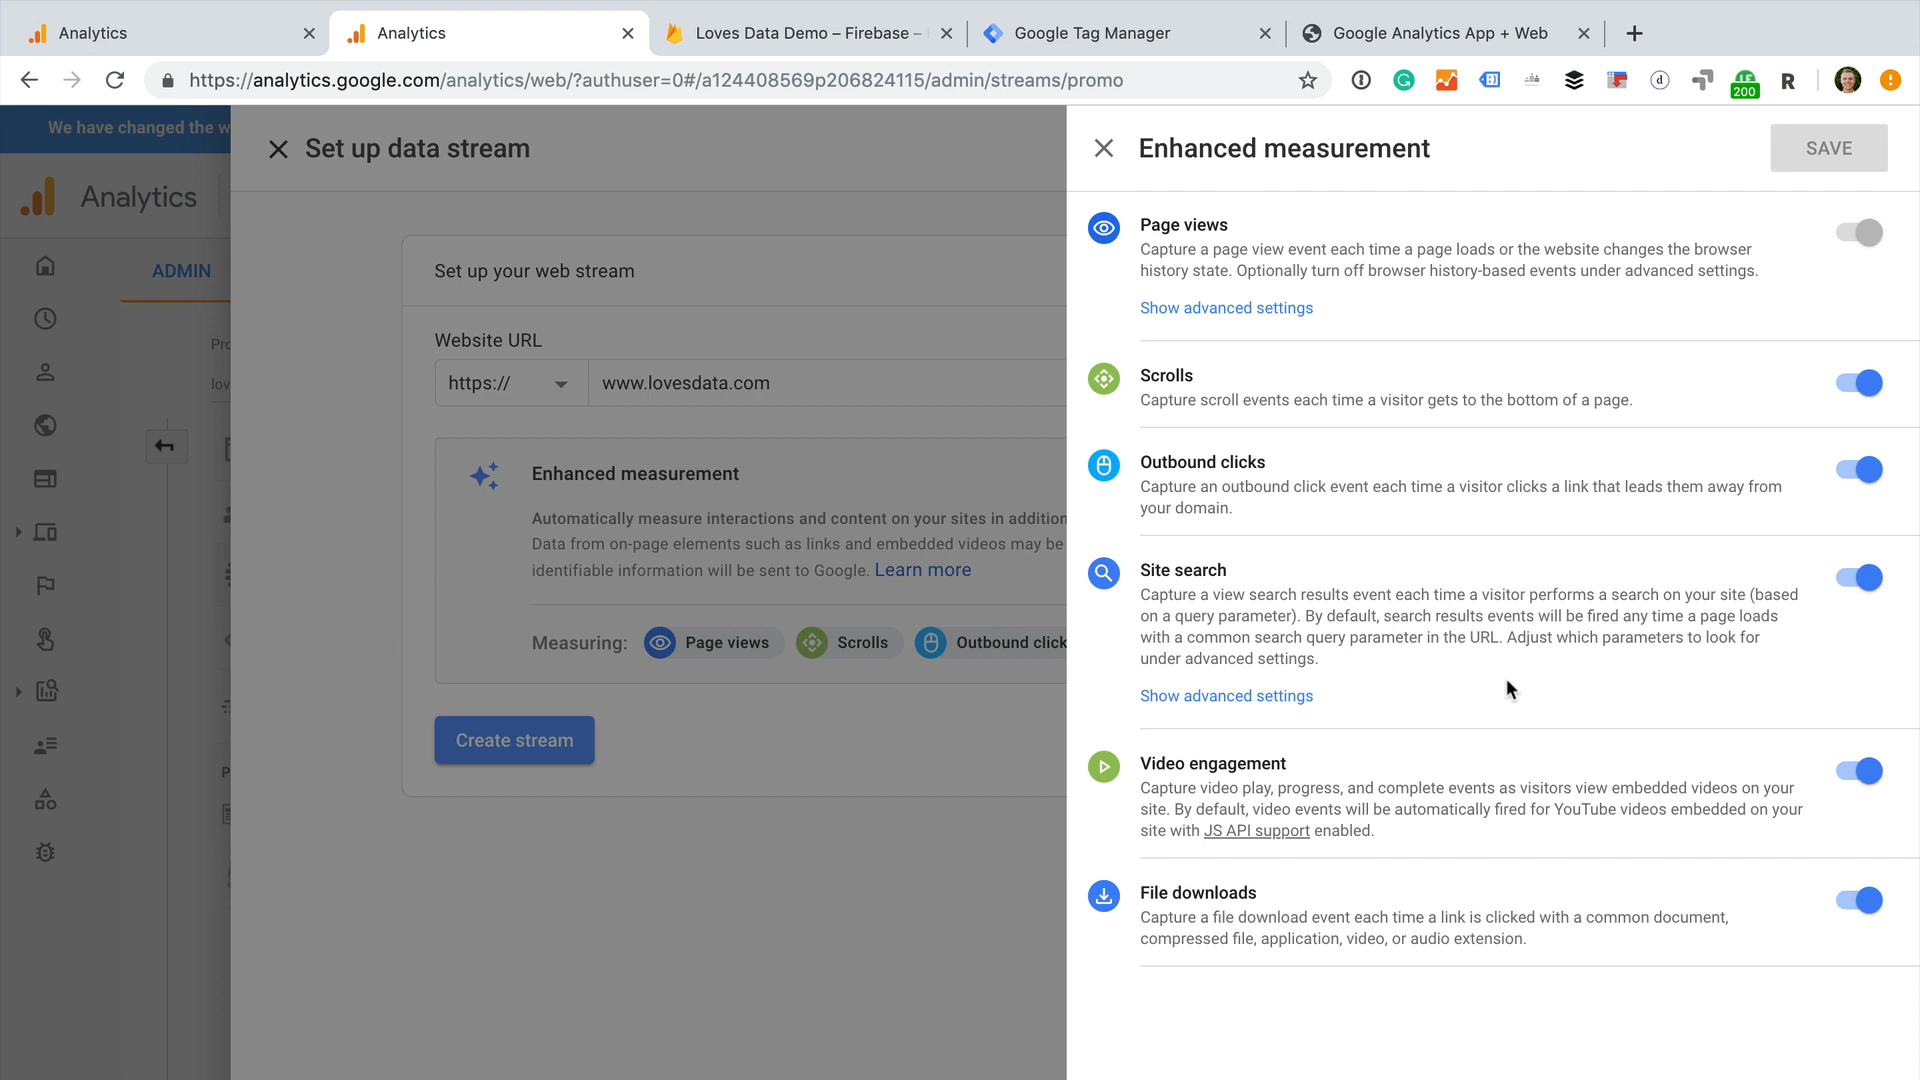 Analytics
Analytics
Loves Data Demo – Firebase –
Google Tag Manager
Google Analytics App + Web
https://analytics.google.com/analytics/web/?authuser=0#/a124408569p206824115/admin/streams/promo
200
R
We have changed the w
Set up data stream
Enhanced measurement
SAVE
Analytics
ADMIN
Pro
lov
Set up your web stream
Website URL
https://
www.lovesdata.com
Enhanced measurement
Automatically measure interactions and content on your sites in addition
Data from on-page elements such as links and embedded videos may be
identifiable information will be sent to Google. Learn more
Measuring:
Page views
Scrolls
Outbound click
Create stream
Page views
Capture a page view event each time a page loads or the website changes the browser
history state. Optionally turn off browser history-based events under advanced settings.
Show advanced settings
Scrolls
Capture scroll events each time a visitor gets to the bottom of a page.
Outbound clicks
Capture an outbound click event each time a visitor clicks a link that leads them away from
your domain.
Site search
Capture a view search results event each time a visitor performs a search on your site (based
on a query parameter). By default, search results events will be fired any time a page loads
with a common search query parameter in the URL. Adjust which parameters to look for
under advanced settings.
Show advanced settings
Video engagement
Capture video play, progress, and complete events as visitors view embedded videos on your
site. By default, video events will be automatically fired for YouTube videos embedded on your
site with JS API support enabled.
File downloads
Capture a file download event each time a link is clicked with a common document,
compressed file, application, video, or audio extension.